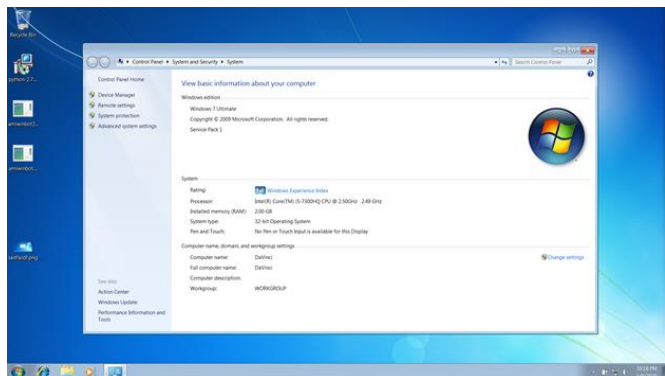 Recycle Bin
python-2.7...
Control Panel
System and Security
System
Search Control Panel
Control Panel Home
Device Manager
Remote settings
System protection
Advanced system settings
View basic information about your computer
Windows edition
Windows 7 Ultimate
Copyright © 2009 Microsoft Corporation. All rights reserved.
Service Pack 1
System
Rating:
Windows Experience Index
Processor:
Intel(R) Core(TM) i5-7300HQ CPU @ 2.50GHz 2.49 GHz
Installed memory (RAM):
2.00 GB
System type:
32-bit Operating System
Pen and Touch:
No Pen or Touch Input is available for this Display
Computer name, domain, and workgroup settings
Computer name:
DaVinci
Change settings
Full computer name:
DaVinci
Computer description:
Workgroup:
WORKGROUP
See also
Action Center
Windows Update
Performance Information and
Tools